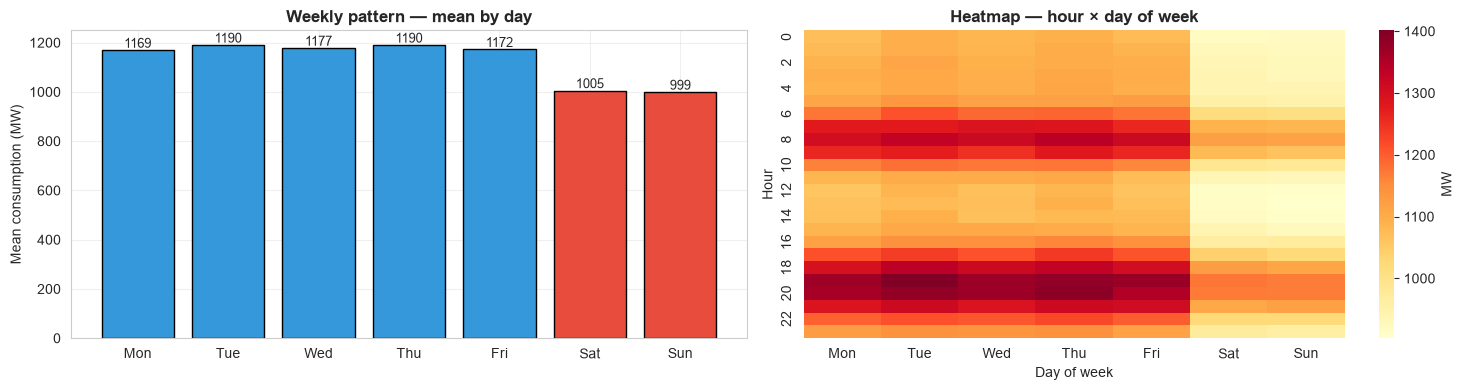 Weekly pattern — mean by day
Mean consumption (MW)
1200
1000
800
600
400
200
0
1169
1190
1177
1190
1172
1005
999
Mon
Tue
Wed
Thu
Fri
Sat
Sun
Heatmap — hour × day of week
Hour
0
2
4
6
8
10
12
14
16
18
20
22
Mon
Tue
Wed
Thu
Fri
Sat
Sun
Day of week
1400
1300
1200
1100
1000
MW